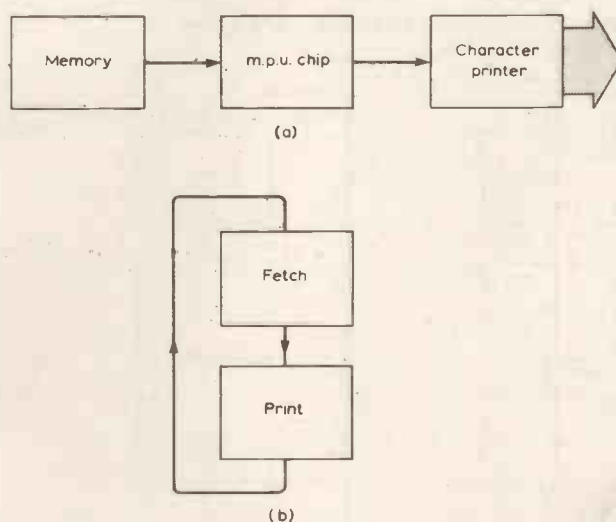 Memory
m.p.u. chip
Character
printer
(a)
Fetch
Print
(b)